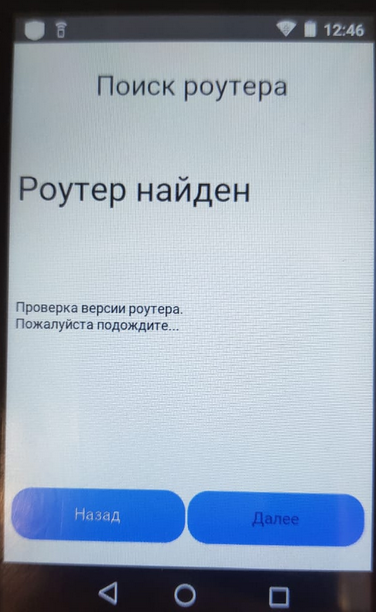 12:46
Поиск роутера
Роутер найден
Проверка версии роутера.
Пожалуйста подождите...
Назад
Далее